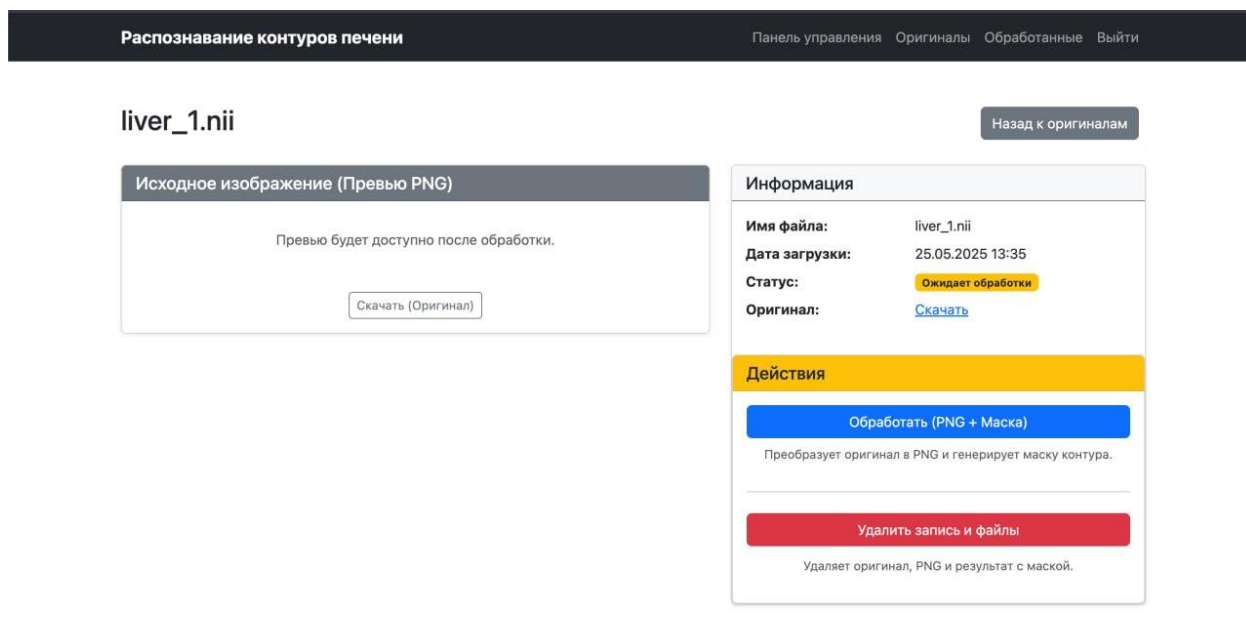 Распознавание контуров печени
Панель управления Оригиналы Обработанные Выйти
liver_1.nii
Назад к оригиналам
Исходное изображение (Превью PNG)
Превью будет доступно после обработки.
Скачать (Оригинал)
Информация
Имя файла: liver_1.nii
Дата загрузки: 25.05.2025 13:35
Статус: Ожидает обработки
Оригинал: Скачать
Действия
Обработать (PNG + Маска)
Преобразует оригинал в PNG и генерирует маску контура.
Удалить запись и файлы
Удаляет оригинал, PNG и результат с маской.